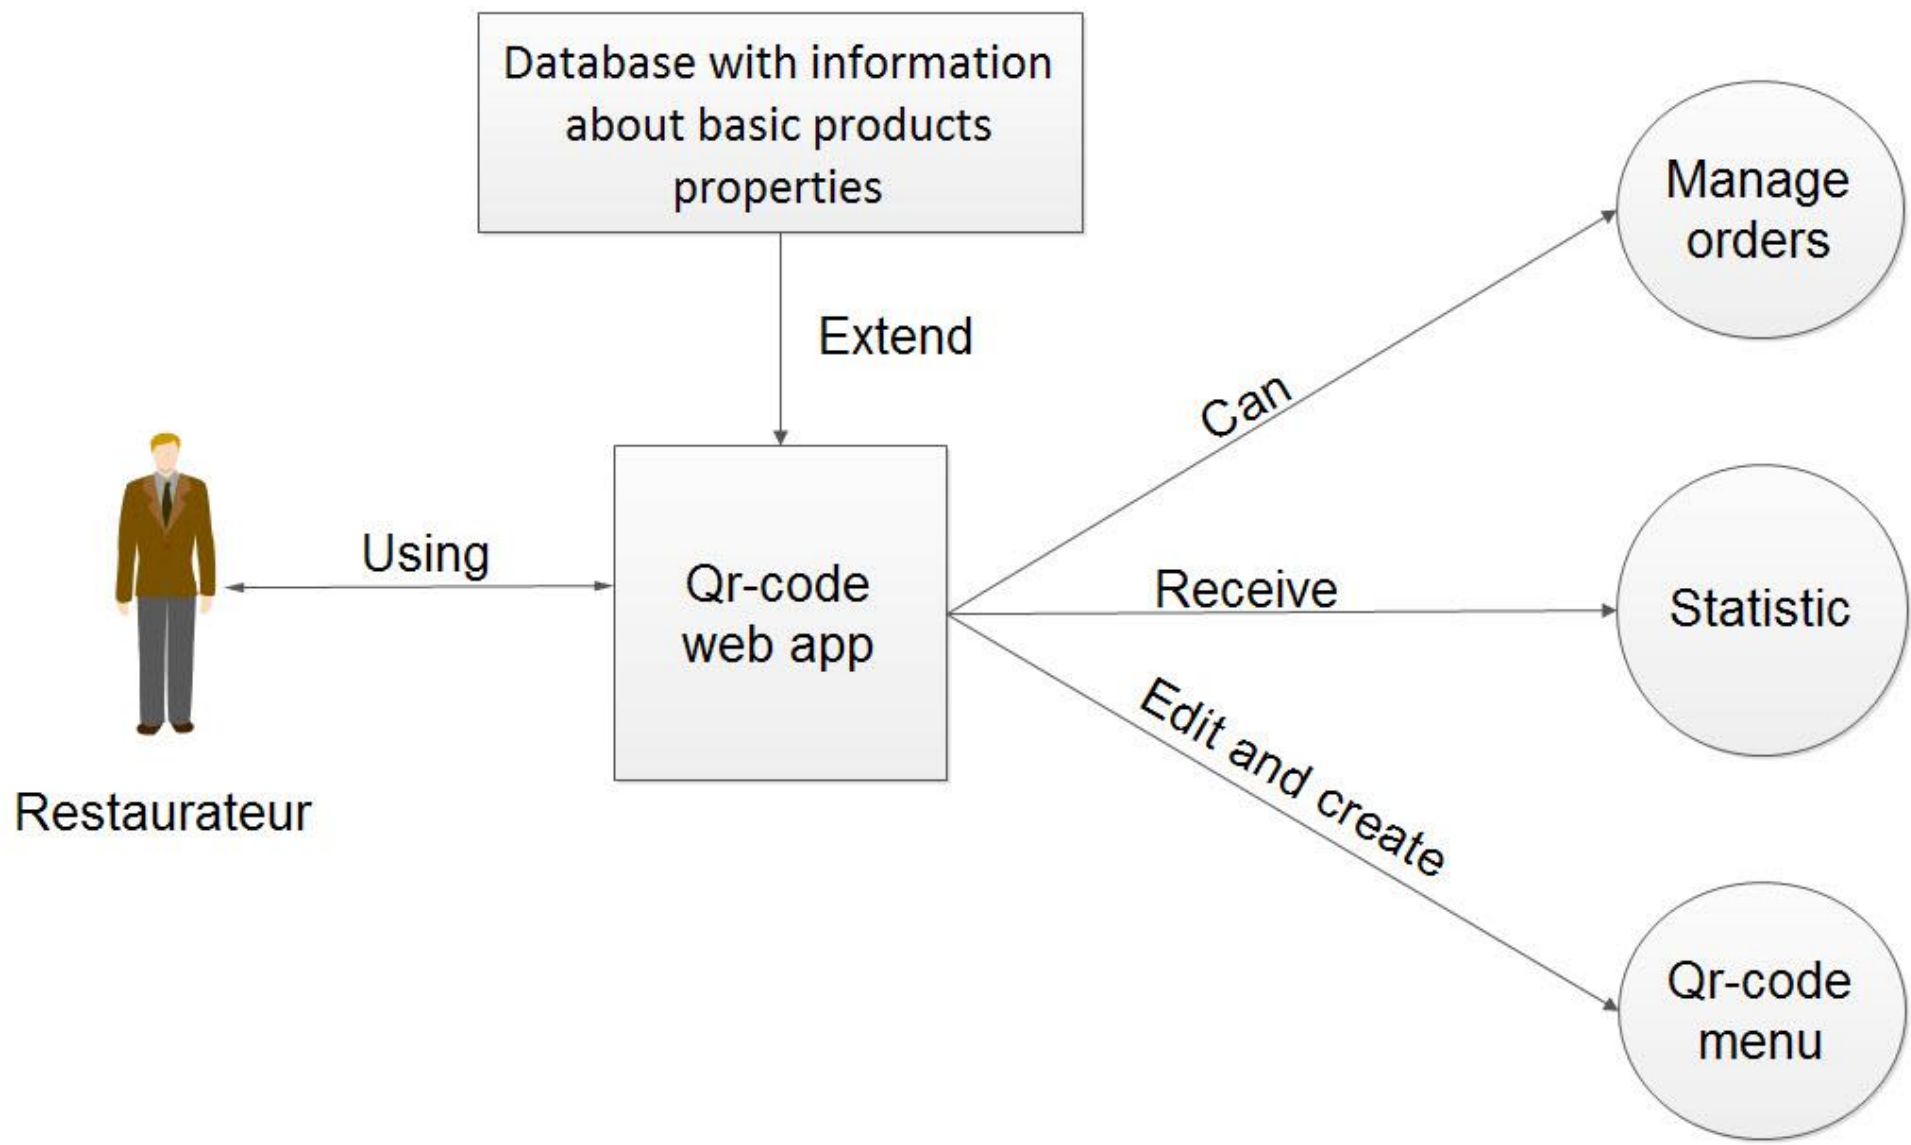 Database with information
about basic products
properties
Manage
orders
Extend
Can
Using
Qr-code
web app
Receive
Statistic
Edit and create
Restaurateur
Qr-code
menu